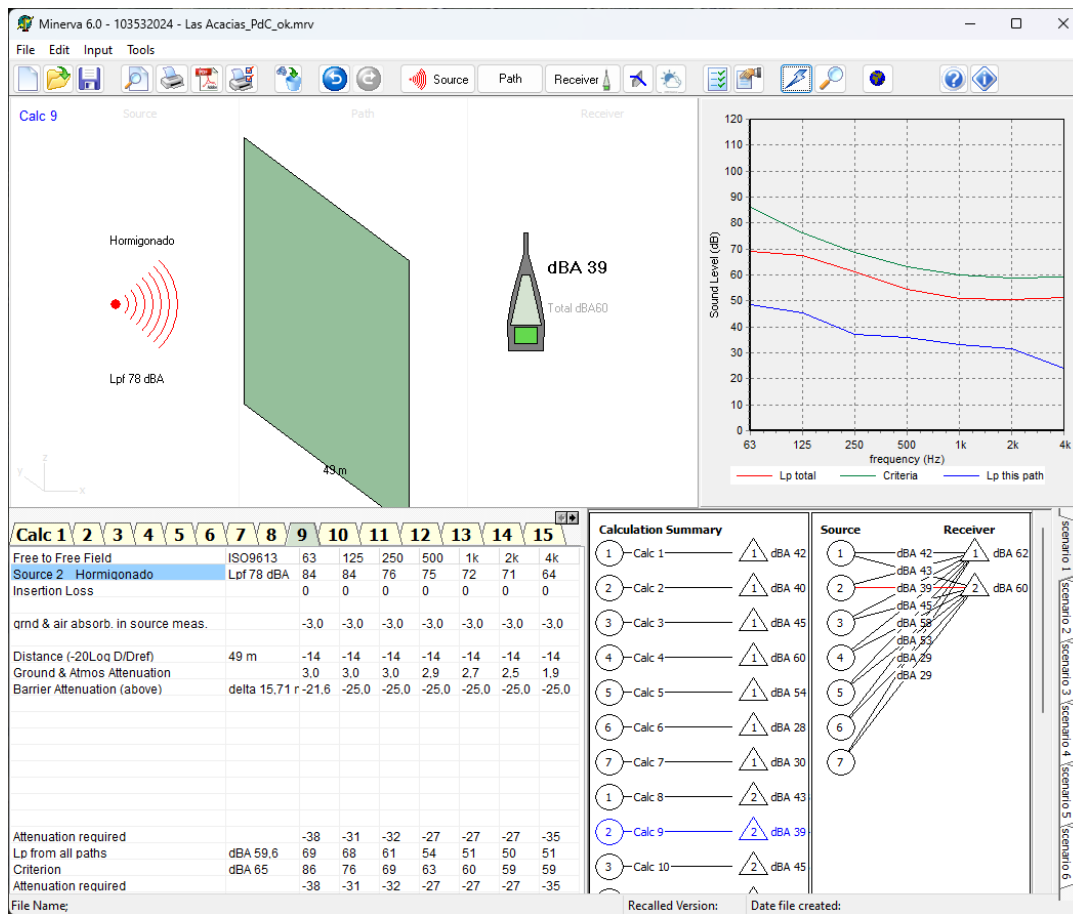 Minerva 6.0 - 103532024 - Las Acacias_PdC_ok.mrv
File Edit Input Tools
Source Path Receiver
Calc 9 Source Path Receiver
Hormigonado
Lpf 78 dBA
49 m
dBA 39
Total dBA60
z
y
x
120
110
100
90
80
70
60
50
40
30
20
10
0
Sound Level (dB)
63 125 250 500 1k 2k 4k
frequency (Hz)
Lp total Criteria Lp this path
Calc 1 2 3 4 5 6 7 8 9 10 11 12 13 14 15
Free to Free Field ISO9613 63 125 250 500 1k 2k 4k
Source 2 Hormigonado Lpf 78 dBA 84 84 76 75 72 71 64
Insertion Loss 0 0 0 0 0 0 0
grnd & air absorb. in source meas. -3,0 -3,0 -3,0 -3,0 -3,0 -3,0 -3,0
Distance (-20Log D/Dref) 49 m -14 -14 -14 -14 -14 -14 -14
Ground & Atmos Attenuation 3,0 3,0 3,0 2,9 2,7 2,5 1,9
Barrier Attenuation (above) delta 15,71 r -21,6 -25,0 -25,0 -25,0 -25,0 -25,0 -25,0
Attenuation required -38 -31 -32 -27 -27 -27 -35
Lp from all paths dBA 59,6 69 68 61 54 51 50 51
Criterion dBA 65 86 76 69 63 60 59 59
Attenuation required -38 -31 -32 -27 -27 -27 -35
Calculation Summary
1 Calc 1 1 dBA 42
2 Calc 2 1 dBA 40
3 Calc 3 1 dBA 45
4 Calc 4 1 dBA 60
5 Calc 5 1 dBA 54
6 Calc 6 1 dBA 28
7 Calc 7 1 dBA 30
1 Calc 8 2 dBA 43
2 Calc 9 2 dBA 39
3 Calc 10 2 dBA 45
Source Receiver
1 dBA 42 1 dBA 62
dBA 43
2 dBA 39 2 dBA 60
dBA 45
3 dBA 58
dBA 53
4 dBA 29
dBA 29
5
6
7
scenario 1
scenario 2
scenario 3
scenario 4
scenario 5
scenario 6
File Name; Recalled Version: Date file created: